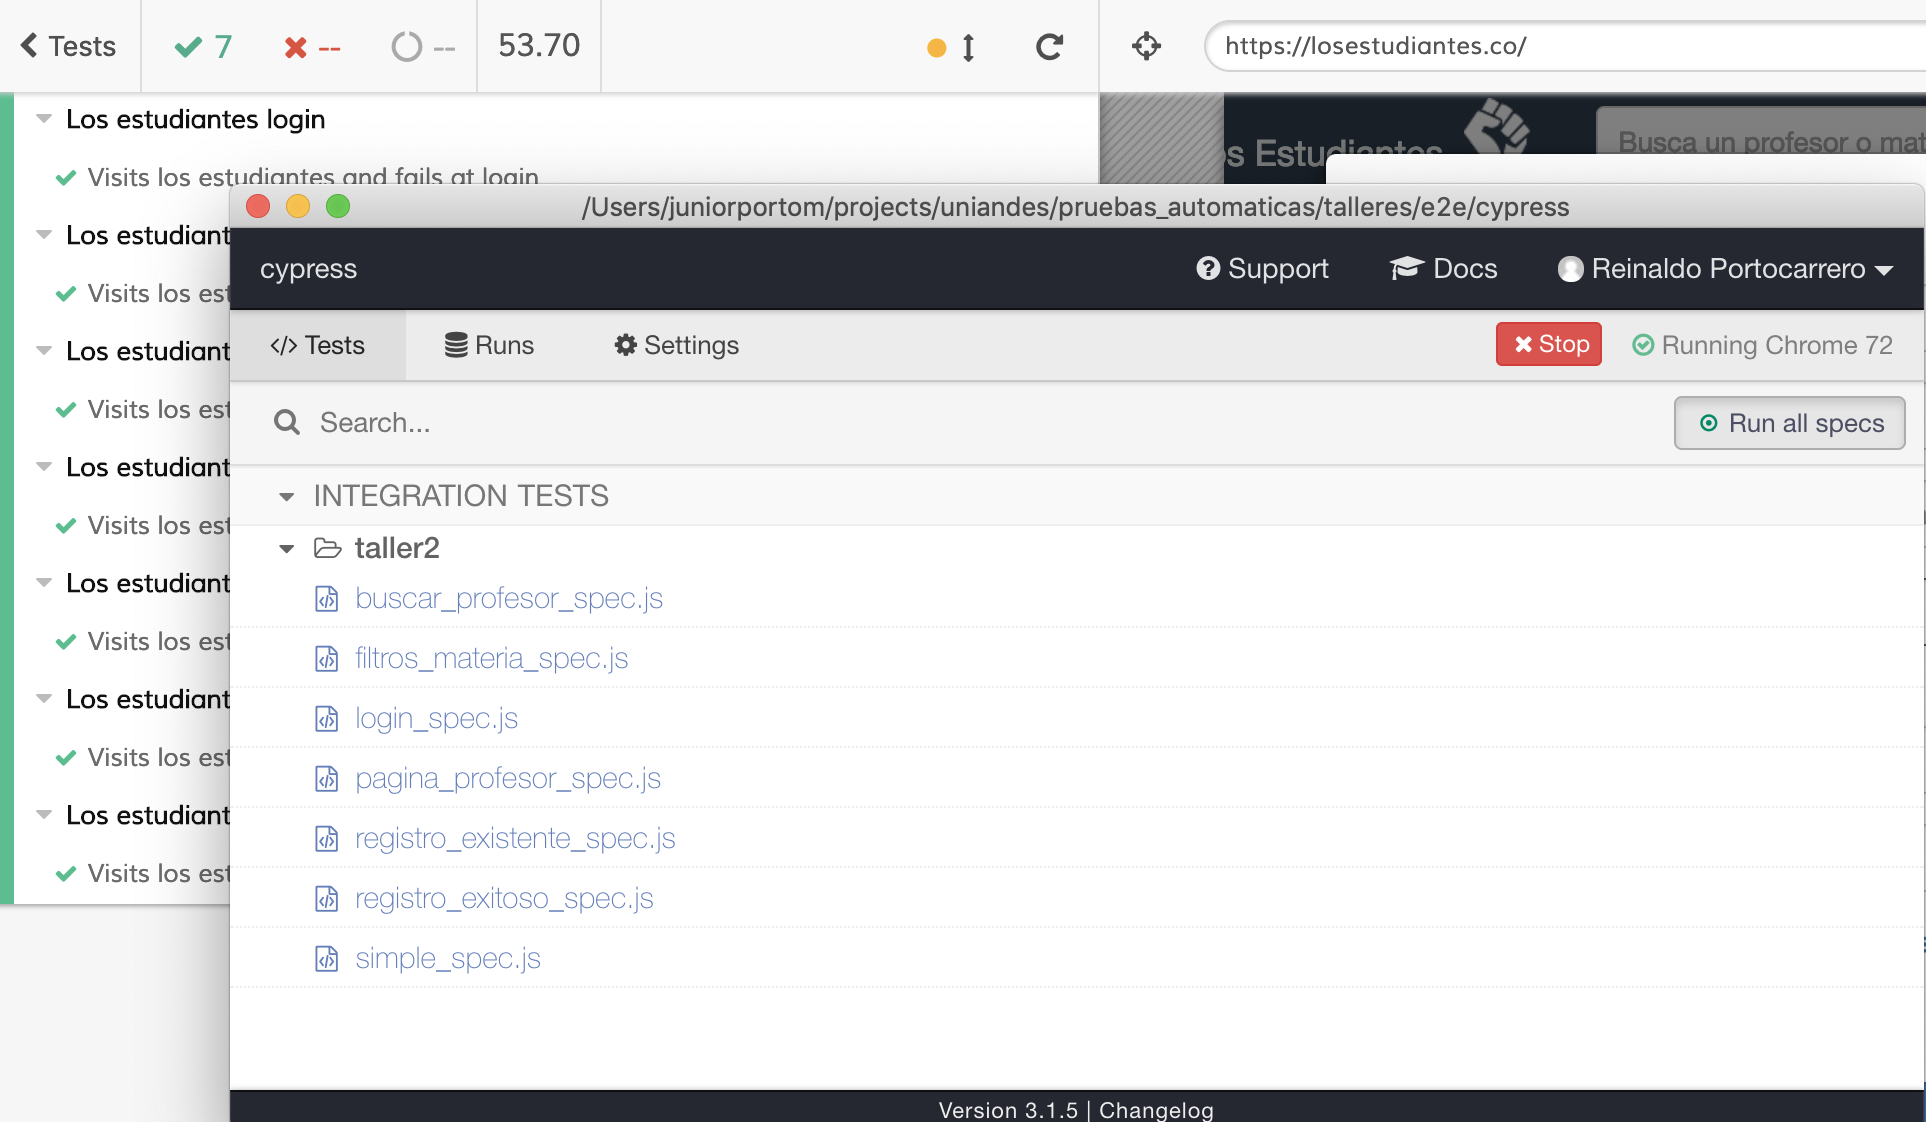 Tests 7 -- -- 53.70 https://losestudiantes.co/
Los estudiantes login
Visits los estudiantes and fails at login
Los estudiant
Visits los est
Los estudiant
Visits los est
Los estudiant
Visits los est
Los estudiant
Visits los est
Los estudiant
Visits los est
Los estudiant
Visits los est
s Estudiantes
Busca un profesor o mat
/Users/juniorportom/projects/uniandes/pruebas_automaticas/talleres/e2e/cypress
cypress Support Docs Reinaldo Portocarrero
Tests Runs Settings Stop Running Chrome 72
Search... Run all specs
INTEGRATION TESTS
taller2
buscar_profesor_spec.js
filtros_materia_spec.js
login_spec.js
pagina_profesor_spec.js
registro_existente_spec.js
registro_exitoso_spec.js
simple_spec.js
Version 3.1.5 | Changelog